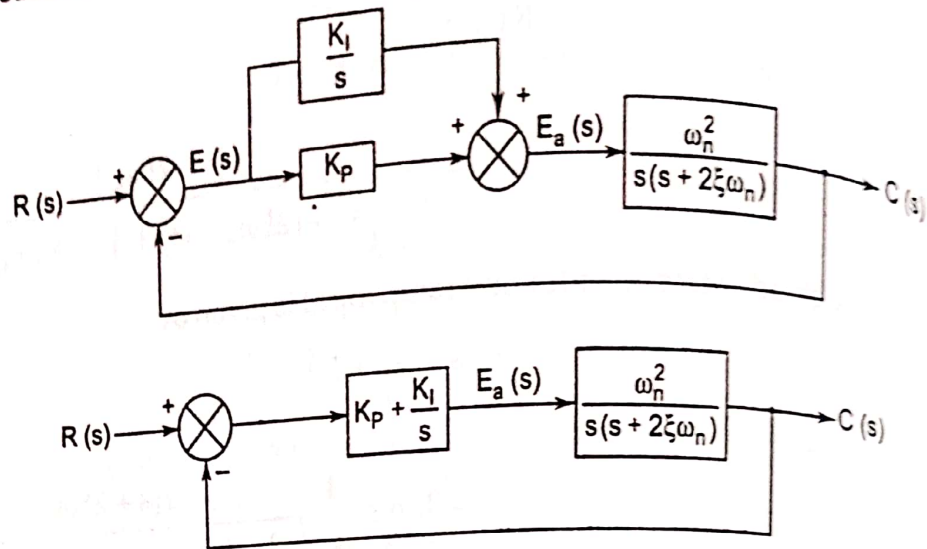 K_I
s
+
E_a (s)
ω_n^2
s(s + 2ξω_n)
+
E (s)
K_P
+
R (s)
C (s)
−
K_P + K_I
s
E_a (s)
ω_n^2
s(s + 2ξω_n)
+
R (s)
C (s)
−